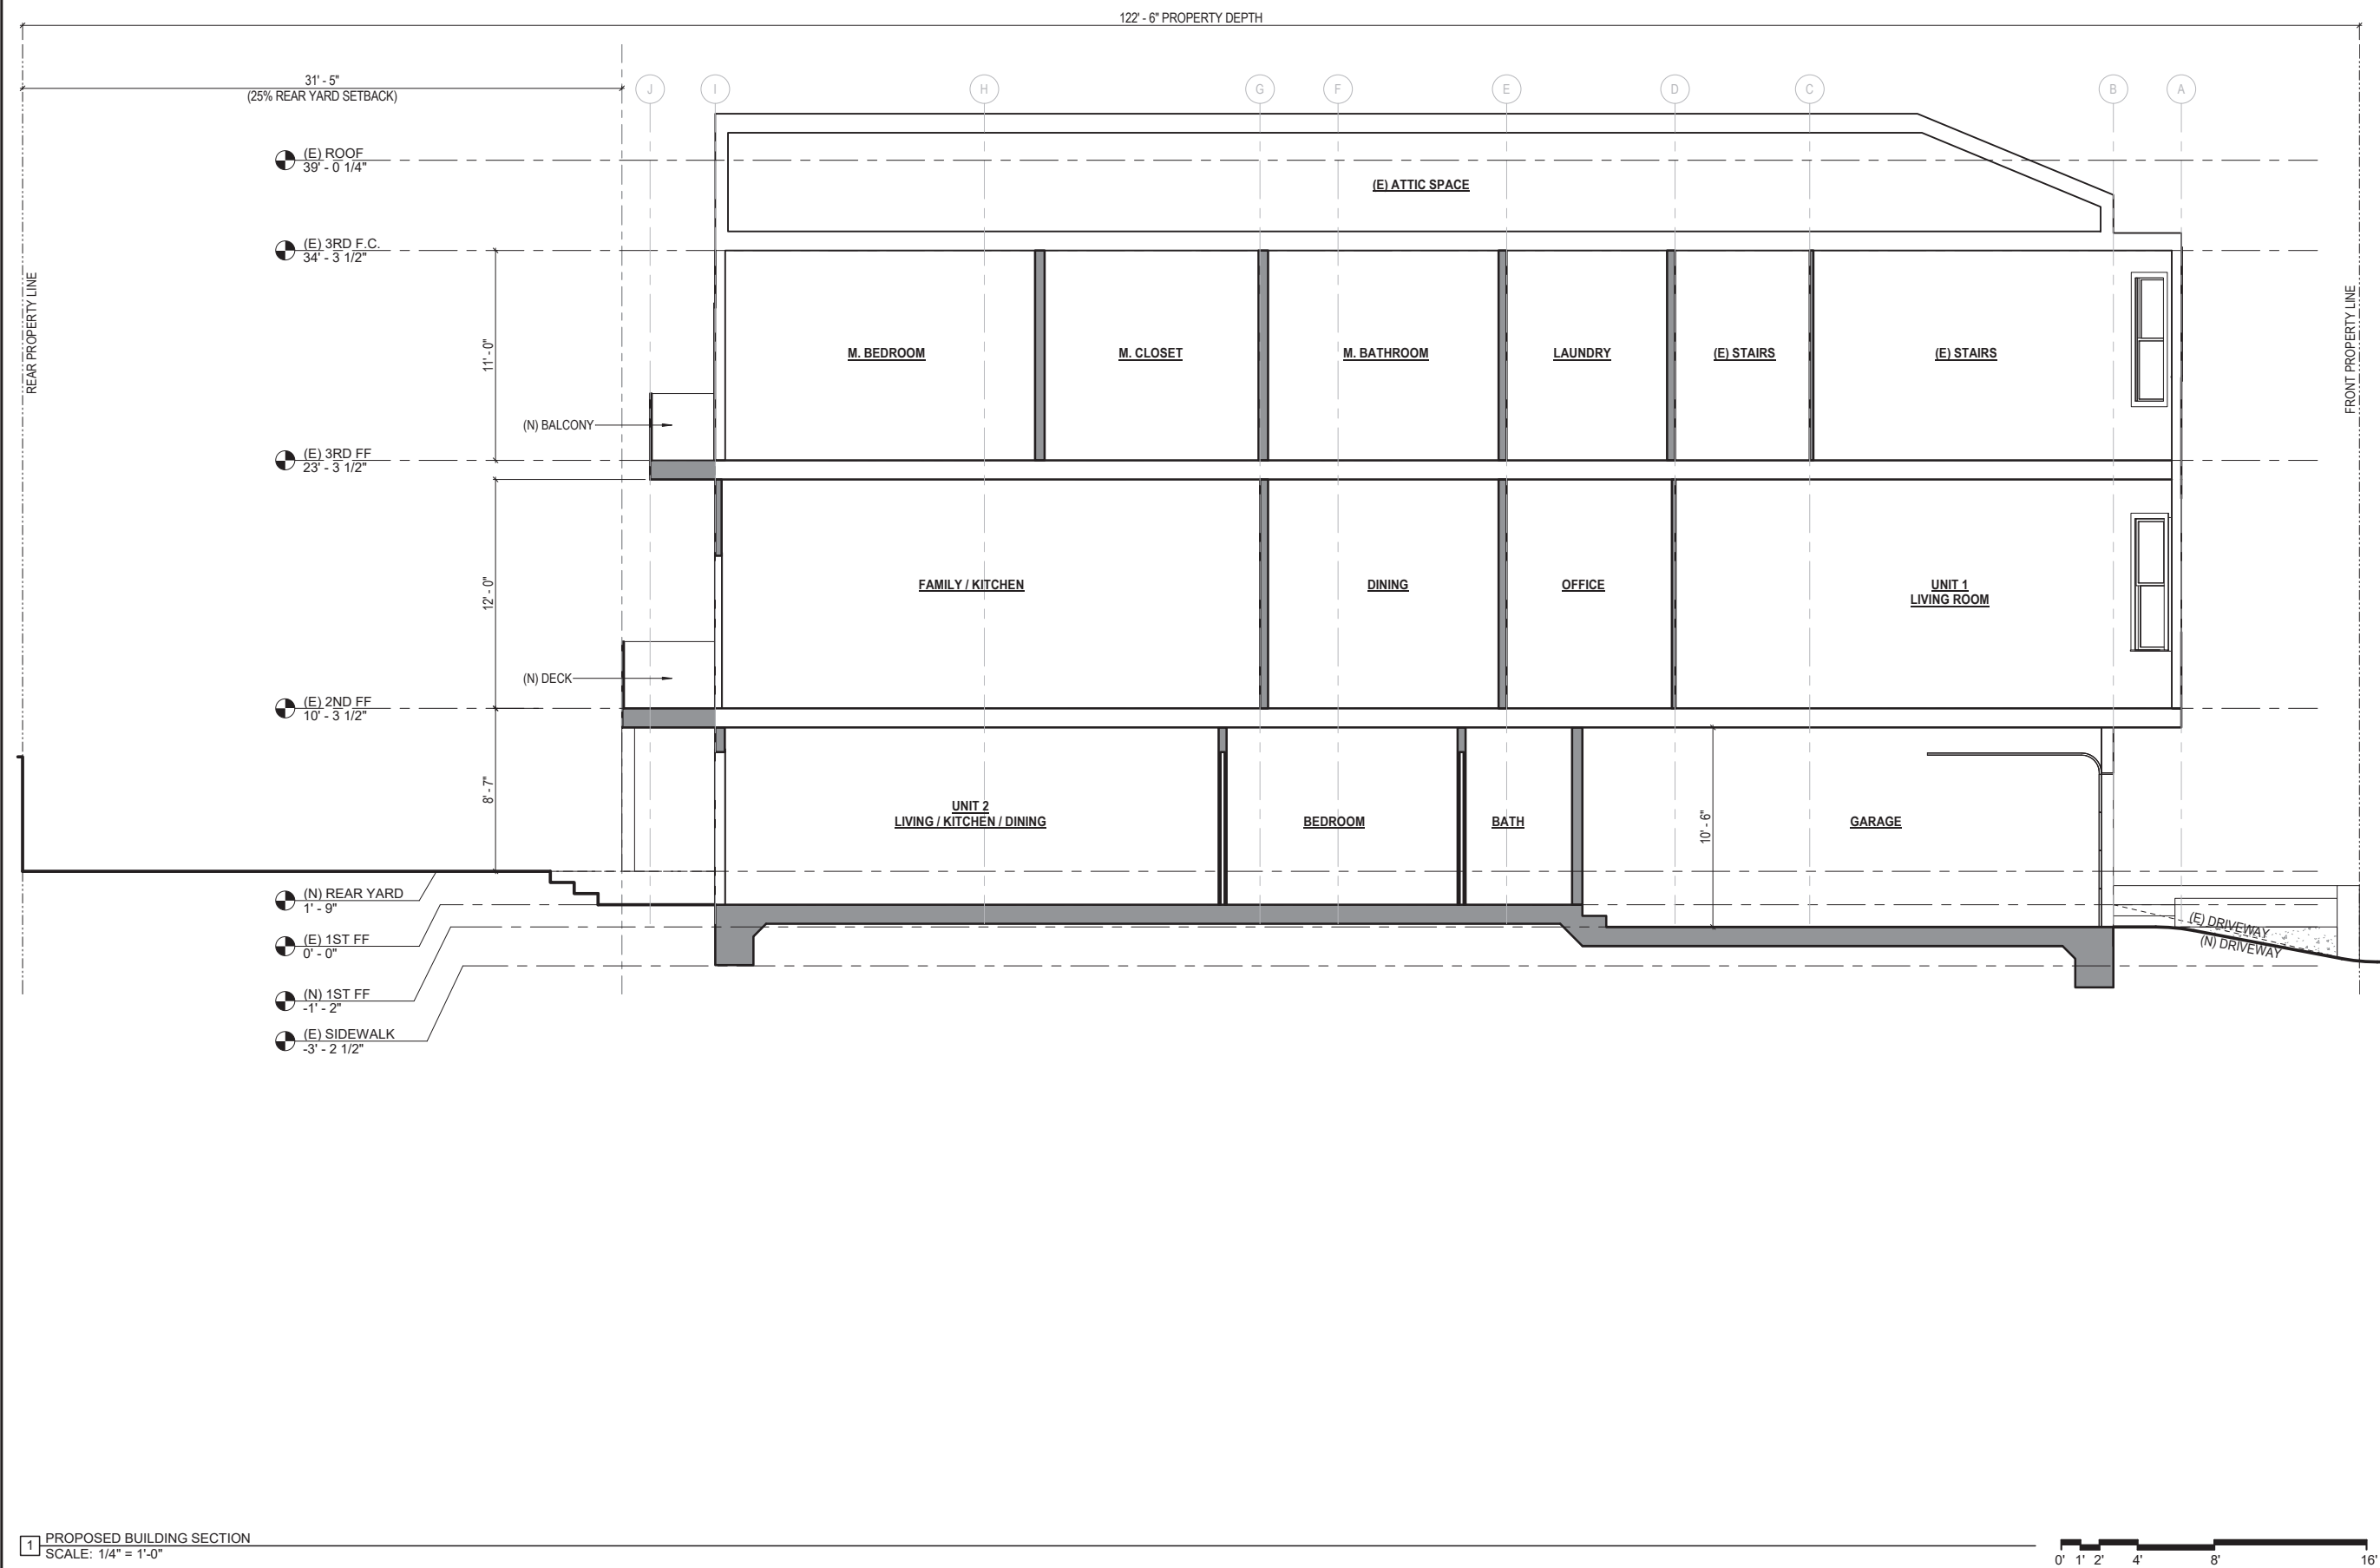 122' - 6" PROPERTY DEPTH
31' - 5"
(25% REAR YARD SETBACK)
J
I
H
G
F
E
D
C
B
A
(E) ROOF
39' - 0 1/4"
(E) ATTIC SPACE
(E) 3RD F.C.
34' - 3 1/2"
REAR PROPERTY LINE
FRONT PROPERTY LINE
11' - 0"
M. BEDROOM
M. CLOSET
M. BATHROOM
LAUNDRY
(E) STAIRS
(E) STAIRS
(N) BALCONY
(E) 3RD FF
23' - 3 1/2"
12' - 0"
FAMILY / KITCHEN
DINING
OFFICE
UNIT 1
LIVING ROOM
(N) DECK
(E) 2ND FF
10' - 3 1/2"
8' - 7"
UNIT 2
LIVING / KITCHEN / DINING
BEDROOM
BATH
10' - 6"
GARAGE
(N) REAR YARD
1' - 9"
(E) DRIVEWAY
(N) DRIVEWAY
(E) 1ST FF
0' - 0"
(N) 1ST FF
-1' - 2"
(E) SIDEWALK
-3' - 2 1/2"
1
PROPOSED BUILDING SECTION
SCALE: 1/4" = 1'-0"
0' 1' 2' 4' 8' 16'